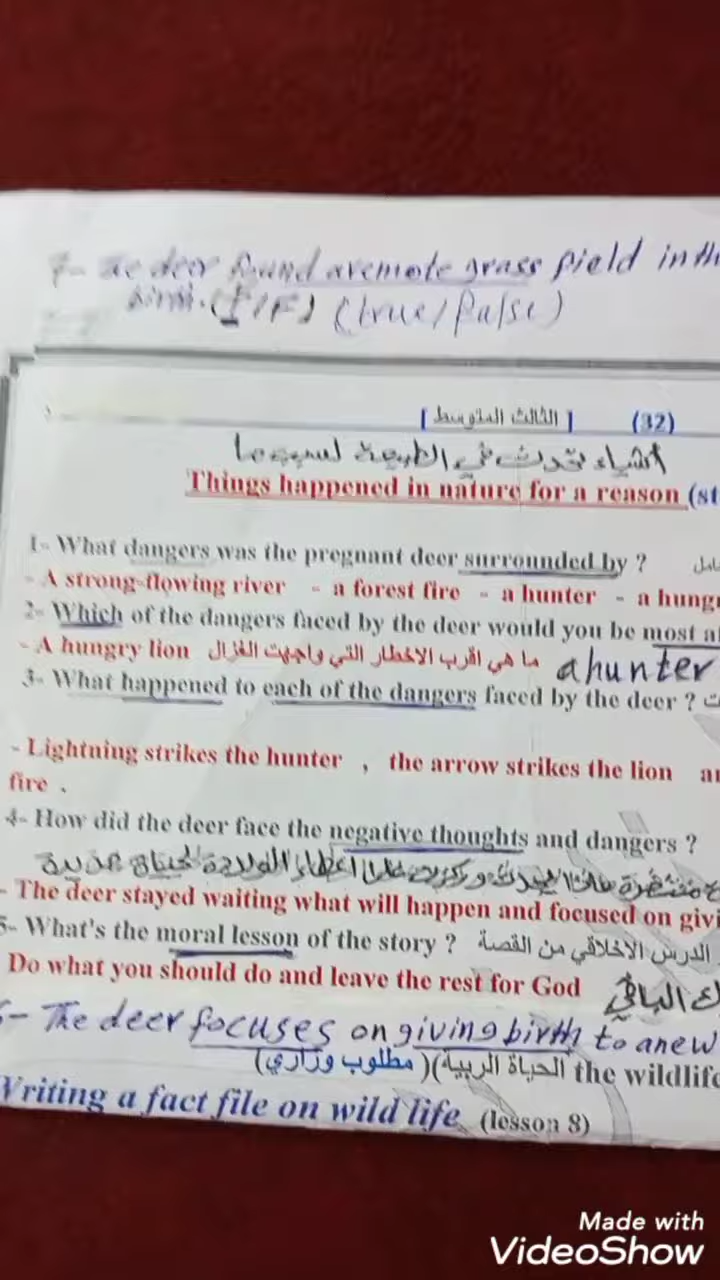 7- The deer found a remote grass field in th
birth. (T/F) (true/false)
[ الثالث المتوسط ] (32)
أشياء تحدث في الطبيعة لسبب ما
Things happened in nature for a reason (st
1- What dangers was the pregnant deer surrounded by ?
- A strong-flowing river - a forest fire - a hunter - a hungr
2- Which of the dangers faced by the deer would you be most a
- A hungry lion ما هي اقرب الاخطار التي واجهت الغزال a hunter
3- What happened to each of the dangers faced by the deer ?
- Lightning strikes the hunter , the arrow strikes the lion an
fire .
4- How did the deer face the negative thoughts and dangers ?
- The deer stayed waiting what will happen and focused on givi
5- What's the moral lesson of the story ? الدرس الاخلاقي من القصة
Do what you should do and leave the rest for God ك الباقي
6- The deer focuses on giving birth to a new
(مطلوب وزاري)(الحياة البرية the wildlife
Writing a fact file on wild life (lesson 8)
Made with
VideoShow